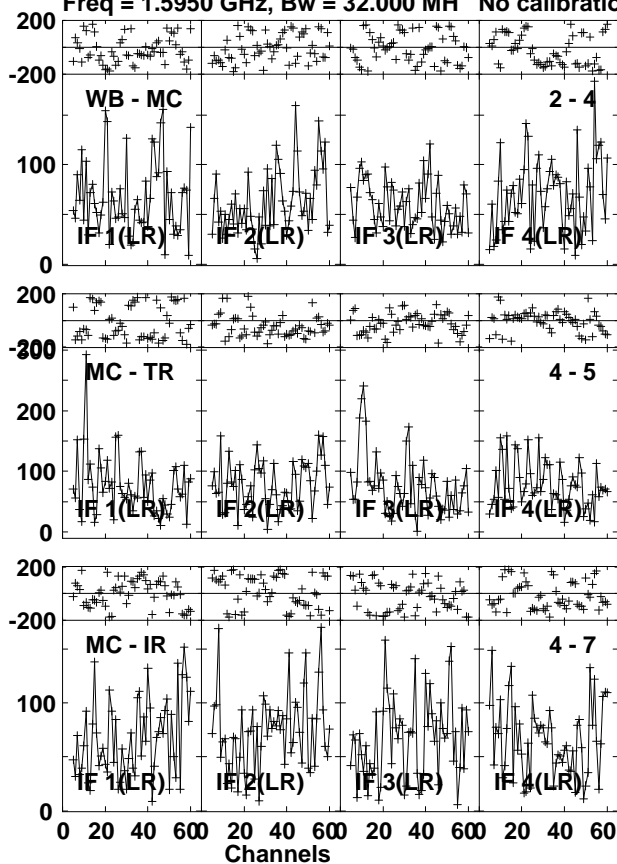 Freq = 1.5950 GHz, Bw = 32.000 MH No calibratio
200
-200
WB - MC
2 - 4
100
0
IF 1(LR)
IF 2(LR)
IF 3(LR)
IF 4(LR)
200
-200
300
MC - TR
4 - 5
200
100
0
IF 1(LR)
IF 2(LR)
IF 3(LR)
IF 4(LR)
200
-200
MC - IR
4 - 7
100
0
IF 1(LR)
IF 2(LR)
IF 3(LR)
IF 4(LR)
0 20 40 60 0 20 40 60 0 20 40 60 0 20 40 60
Channels